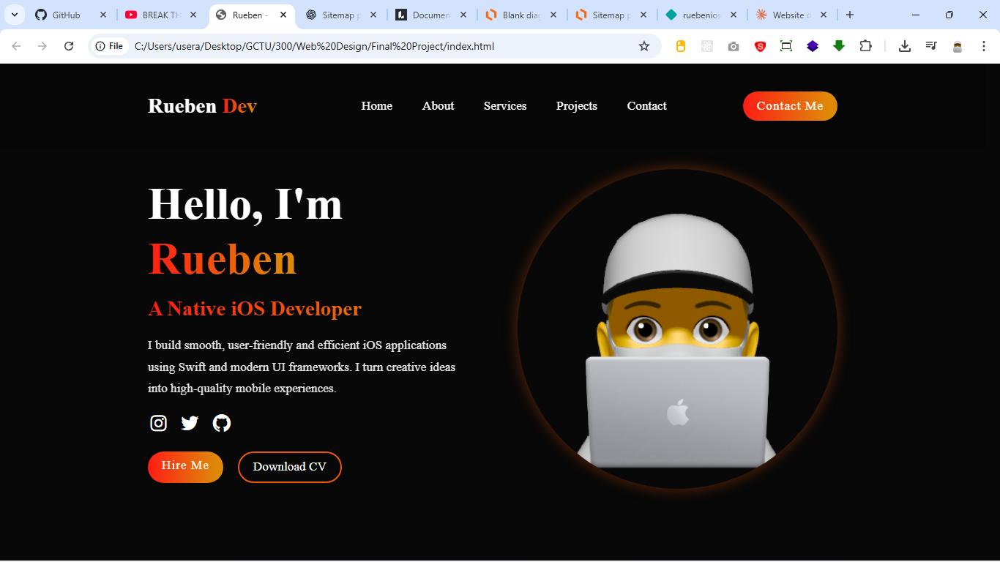 GitHub
BREAK TH
Rueben -
Sitemap p
Documen
Blank diag
Sitemap p
ruebenios
Website d
File
C:/Users/usera/Desktop/GCTU/300/Web%20Design/Final%20Project/index.html
Rueben Dev
Home
About
Services
Projects
Contact
Contact Me
Hello, I'm
Rueben
A Native iOS Developer
I build smooth, user-friendly and efficient iOS applications
using Swift and modern UI frameworks. I turn creative ideas
into high-quality mobile experiences.
Hire Me
Download CV